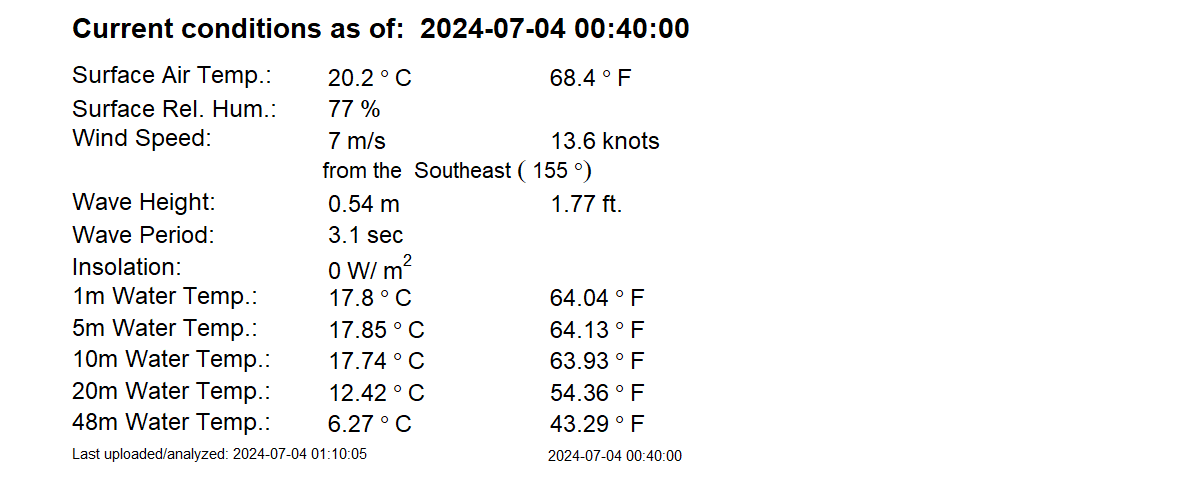 Current conditions as of: 2024-07-04 00:40:00
Surface Air Temp.: 20.2 ° C 68.4 ° F
Surface Rel. Hum.: 77 %
Wind Speed: 7 m/s 13.6 knots
from the Southeast ( 155 °)
Wave Height: 0.54 m 1.77 ft.
Wave Period: 3.1 sec
Insolation: 0 W/ m²
1m Water Temp.: 17.8 ° C 64.04 ° F
5m Water Temp.: 17.85 ° C 64.13 ° F
10m Water Temp.: 17.74 ° C 63.93 ° F
20m Water Temp.: 12.42 ° C 54.36 ° F
48m Water Temp.: 6.27 ° C 43.29 ° F
Last uploaded/analyzed: 2024-07-04 01:10:05 2024-07-04 00:40:00